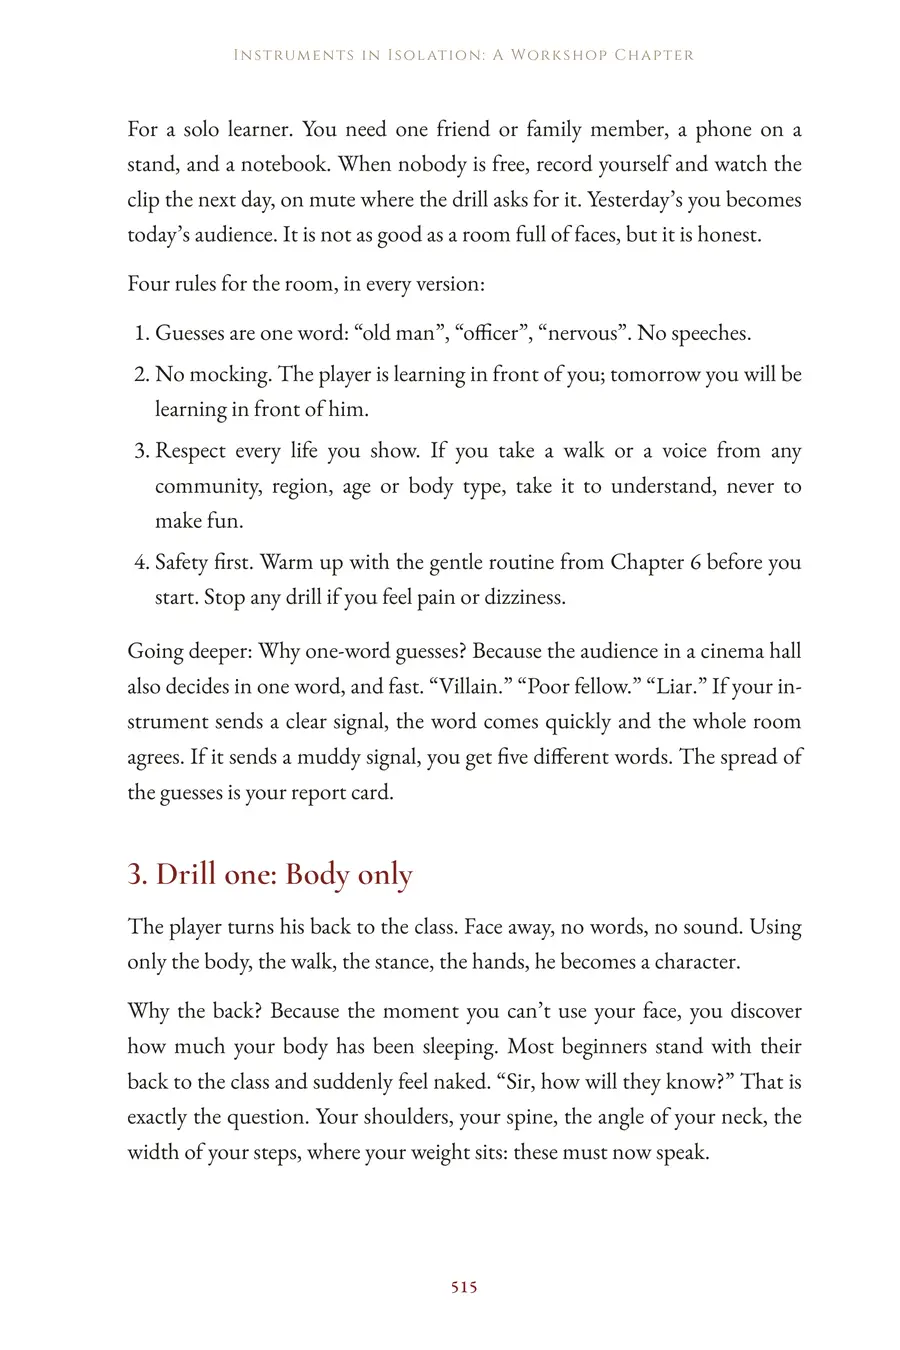 Instruments in Isolation: A Workshop Chapter
For a solo learner. You need one friend or family member, a phone on a
stand, and a notebook. When nobody is free, record yourself and watch the
clip the next day, on mute where the drill asks for it. Yesterday’s you becomes
today’s audience. It is not as good as a room full of faces, but it is honest.
Four rules for the room, in every version:
1. Guesses are one word: “old man”, “officer”, “nervous”. No speeches.
2. No mocking. The player is learning in front of you; tomorrow you will be
learning in front of him.
3. Respect every life you show. If you take a walk or a voice from any
community, region, age or body type, take it to understand, never to
make fun.
4. Safety first. Warm up with the gentle routine from Chapter 6 before you
start. Stop any drill if you feel pain or dizziness.
Going deeper: Why one-word guesses? Because the audience in a cinema hall
also decides in one word, and fast. “Villain.” “Poor fellow.” “Liar.” If your in-
strument sends a clear signal, the word comes quickly and the whole room
agrees. If it sends a muddy signal, you get five different words. The spread of
the guesses is your report card.
3. Drill one: Body only
The player turns his back to the class. Face away, no words, no sound. Using
only the body, the walk, the stance, the hands, he becomes a character.
Why the back? Because the moment you can’t use your face, you discover
how much your body has been sleeping. Most beginners stand with their
back to the class and suddenly feel naked. “Sir, how will they know?” That is
exactly the question. Your shoulders, your spine, the angle of your neck, the
width of your steps, where your weight sits: these must now speak.
515